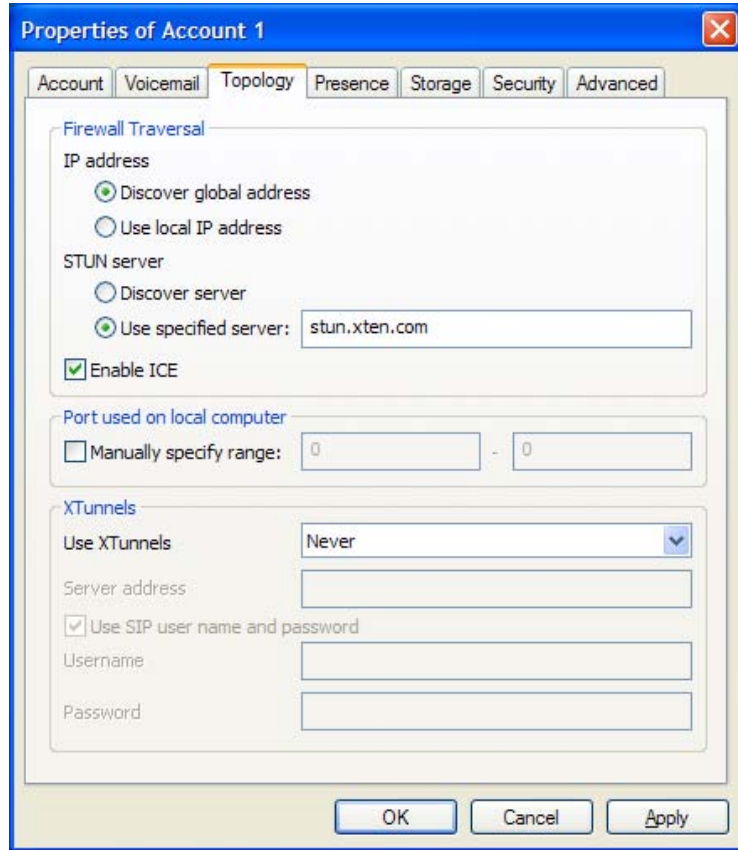 Properties of Account 1
Account Voicemail Topology Presence Storage Security Advanced
Firewall Traversal
IP address
Discover global address
Use local IP address
STUN server
Discover server
Use specified server: stun.xten.com
Enable ICE
Port used on local computer
Manually specify range: 0 - 0
XTunnels
Use XTunnels Never
Server address
Use SIP user name and password
Username
Password
OK Cancel Apply